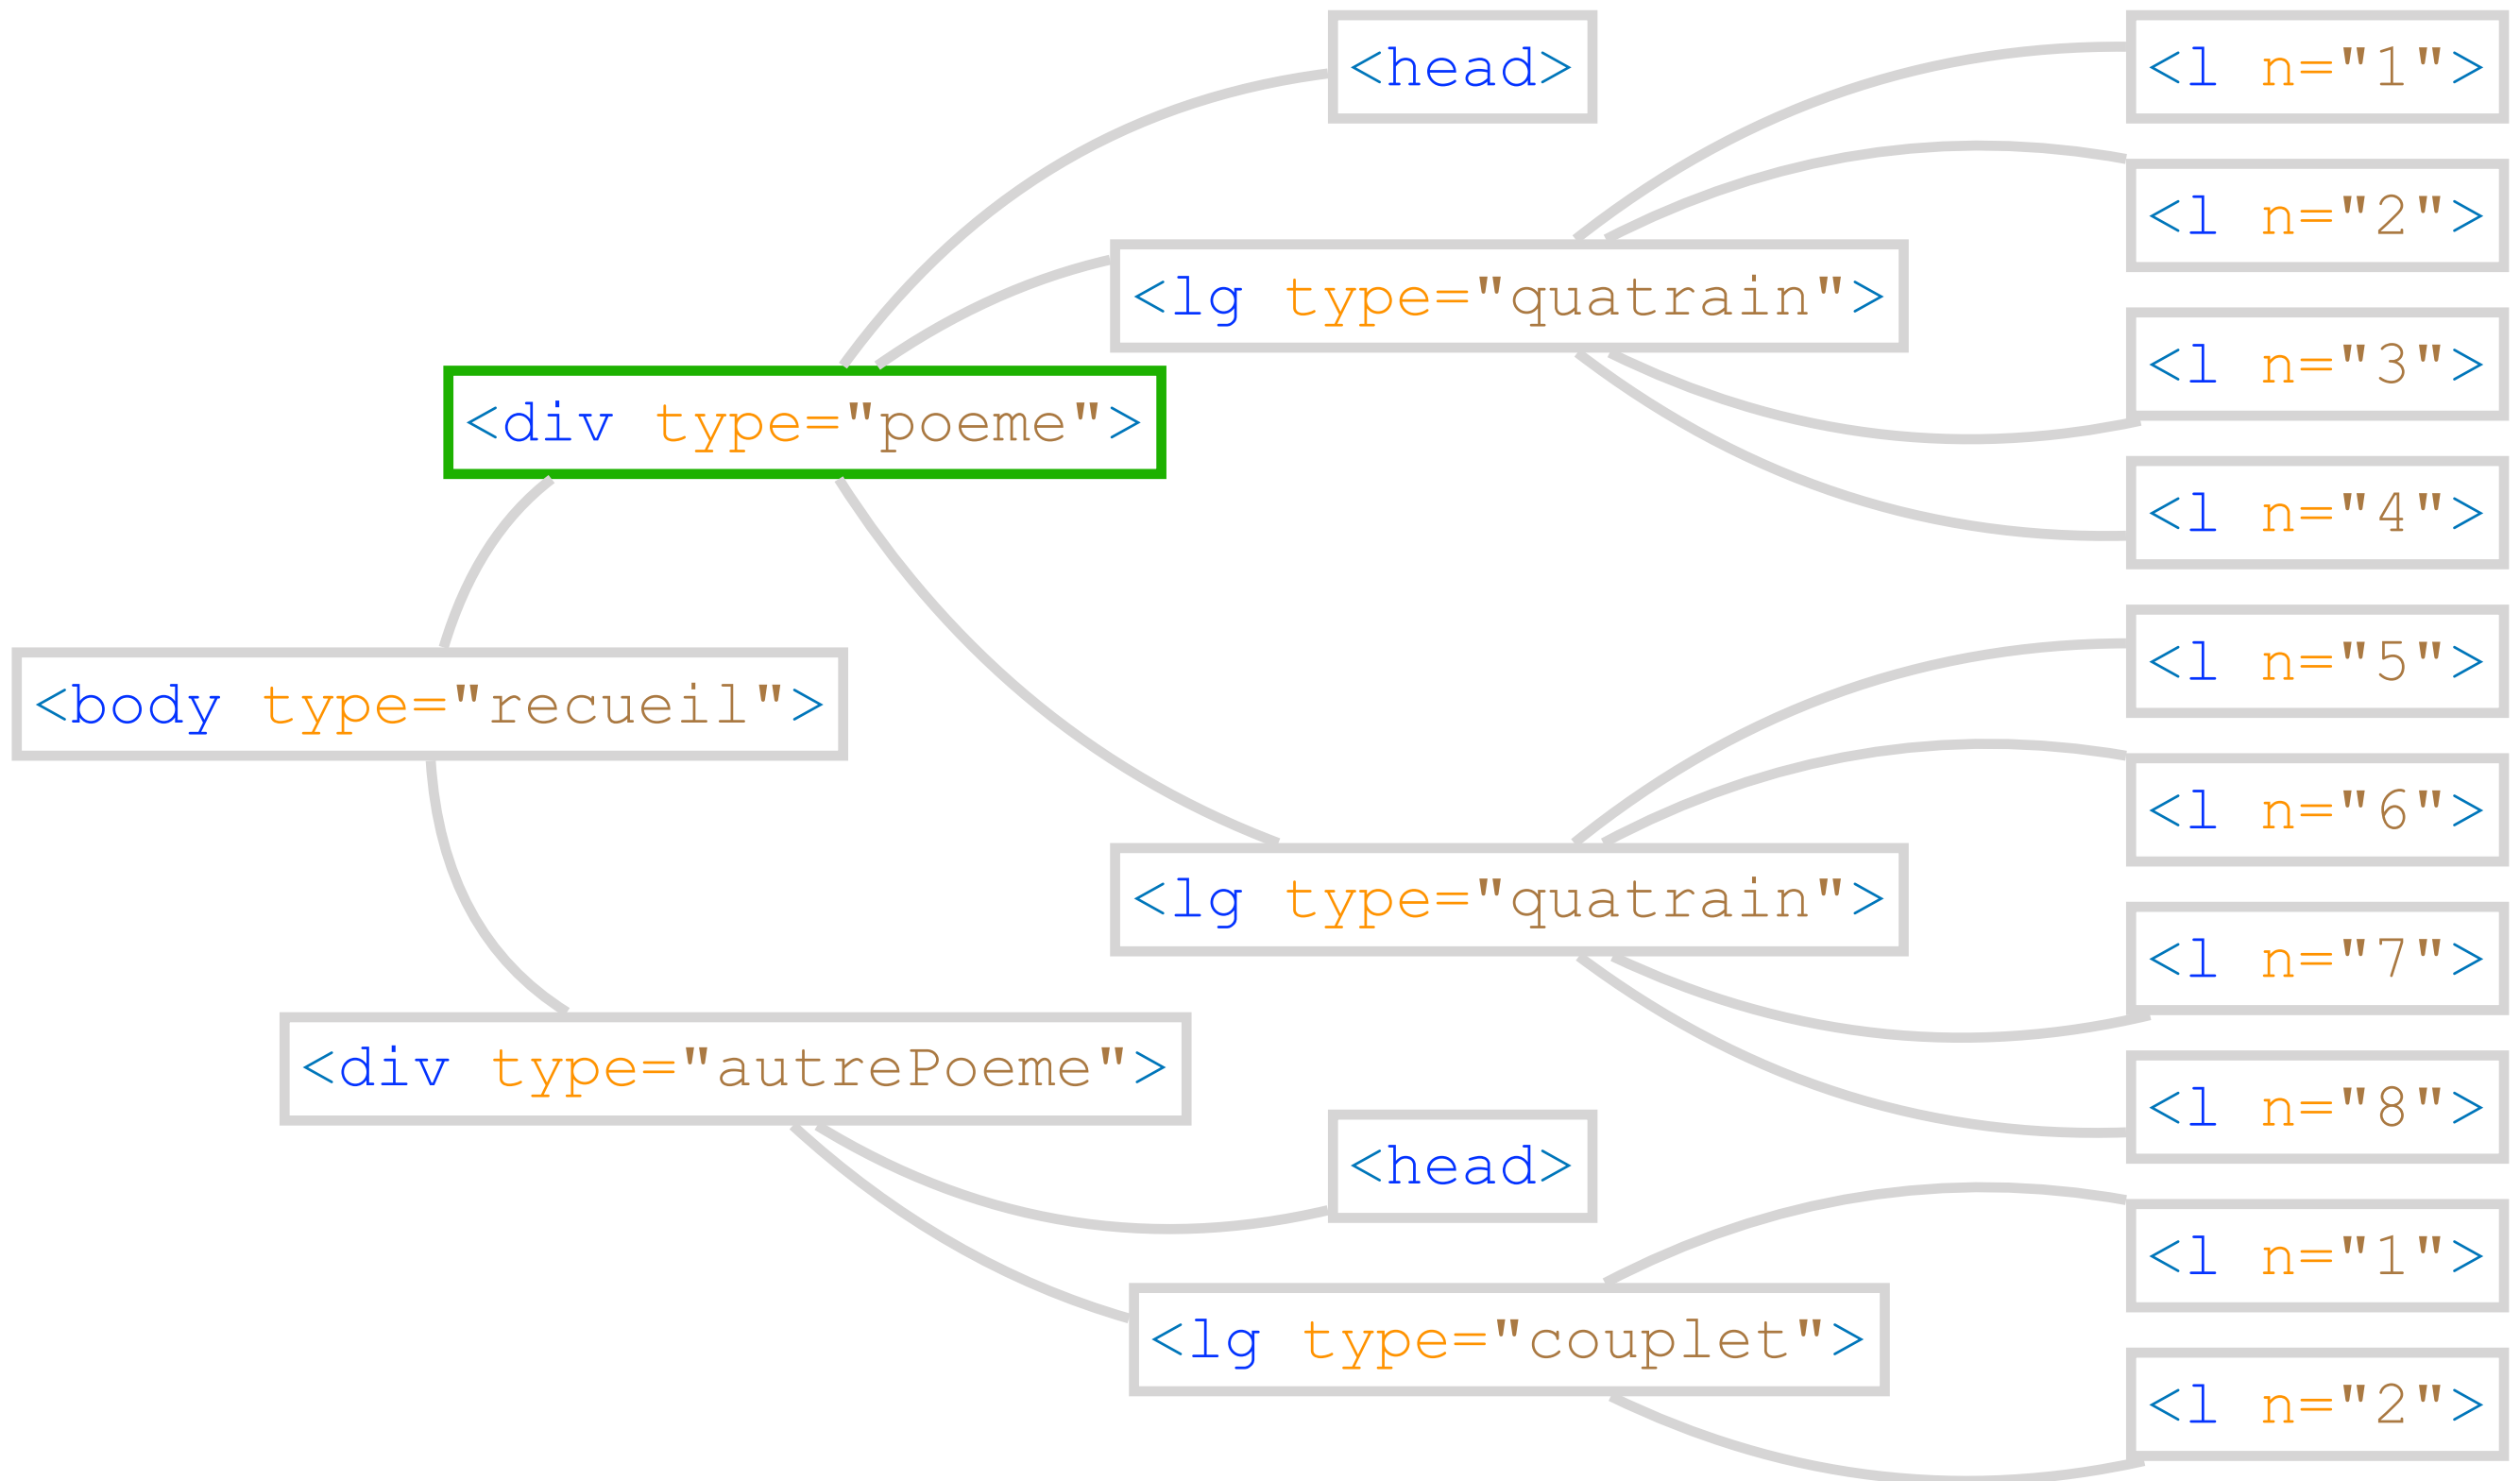 <head>
<l n="1">
<l n="2">
<lg type="quatrain">
<l n="3">
<div type="poeme">
<l n="4">
<l n="5">
<body type="recueil">
<l n="6">
<lg type="quatrain">
<l n="7">
<div type="autrePoeme">
<l n="8">
<head>
<l n="1">
<lg type="couplet">
<l n="2">